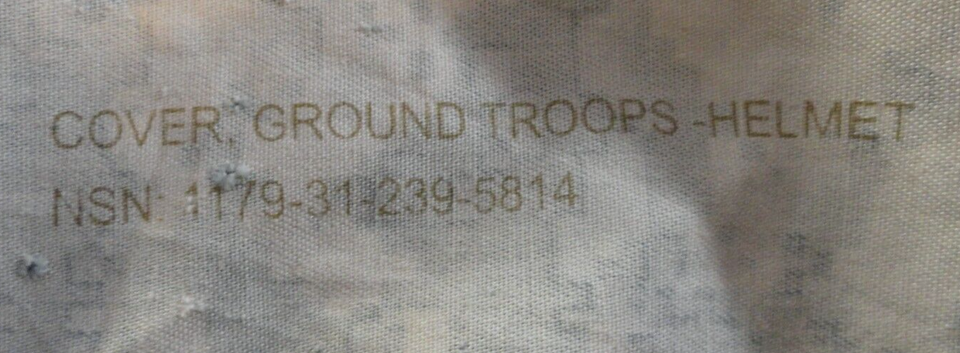 COVER, GROUND TROOPS -HELMET
NSN: 1179-31-239-5814